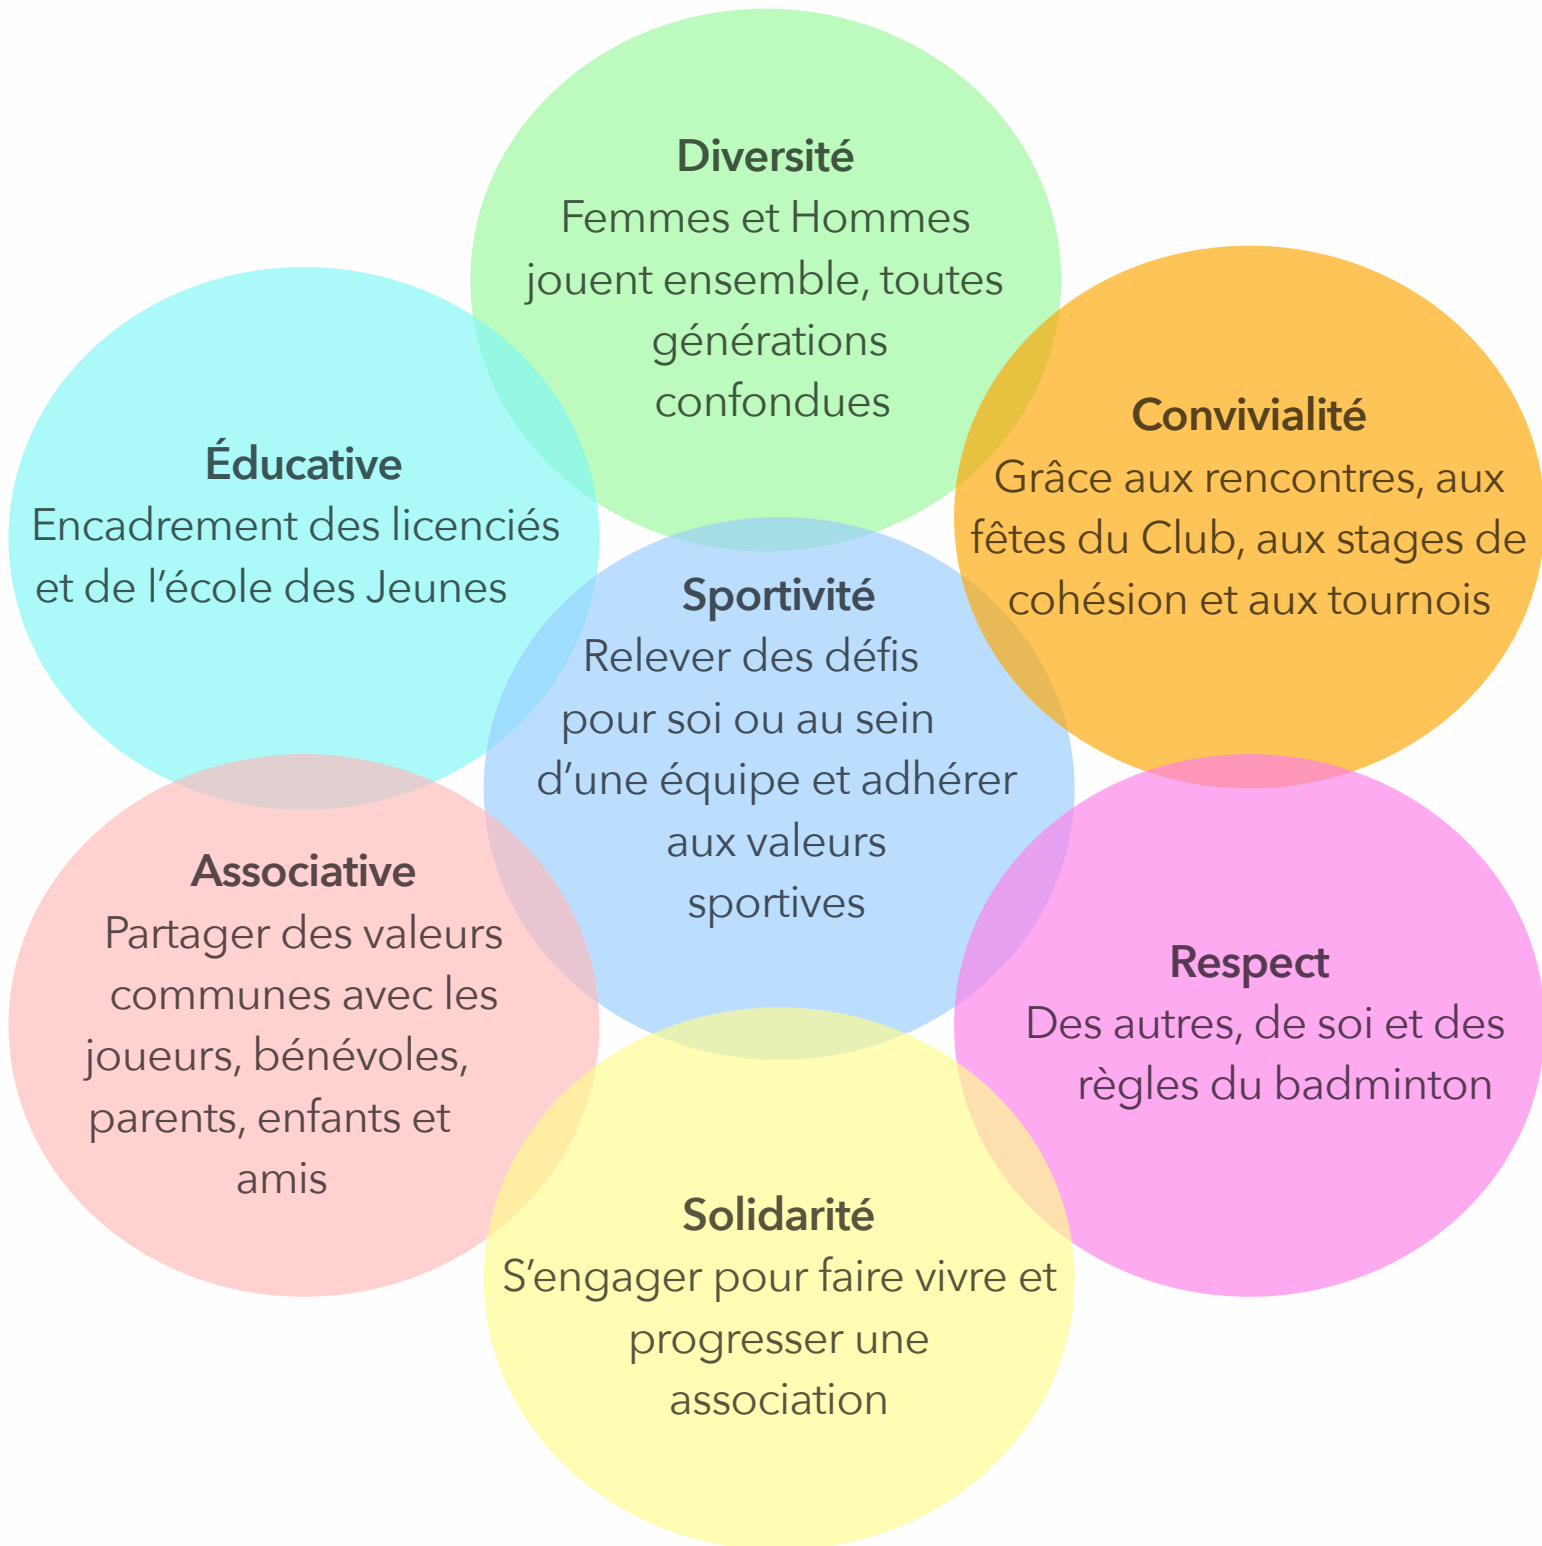 Diversité
Femmes et Hommes
jouent ensemble, toutes
générations
confondues
Convivialité
Grâce aux rencontres, aux
fêtes du Club, aux stages de
cohésion et aux tournois
Éducative
Encadrement des licenciés
et de l’école des Jeunes
Sportivité
Relever des défis
pour soi ou au sein
d’une équipe et adhérer
aux valeurs
sportives
Associative
Partager des valeurs
communes avec les
joueurs, bénévoles,
parents, enfants et
amis
Respect
Des autres, de soi et des
règles du badminton
Solidarité
S’engager pour faire vivre et
progresser une
association